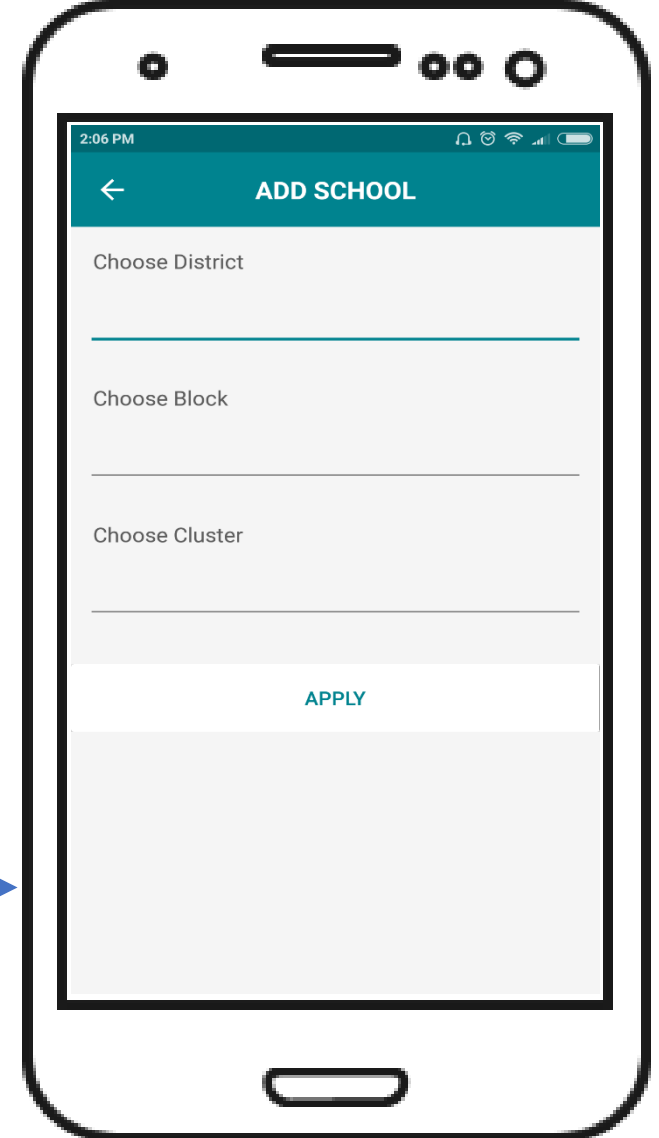 2:06 PM
ADD SCHOOL
Choose District
Choose Block
Choose Cluster
APPLY